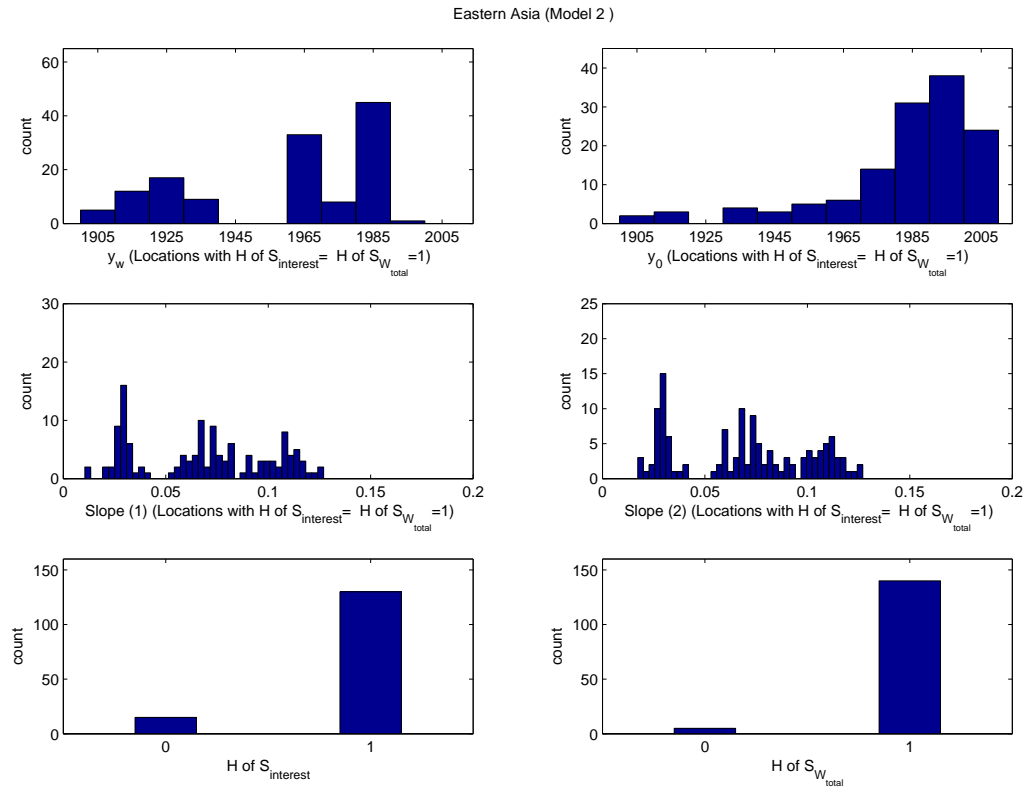 Eastern Asia (Model 2 )
60
40
20
0
count
1905 1925 1945 1965 1985 2005
y_w (Locations with H of S_interest= H of S_W_total =1)
40
30
20
10
0
count
1905 1925 1945 1965 1985 2005
y_0 (Locations with H of S_interest= H of S_W_total =1)
30
20
10
0
count
0 0.05 0.1 0.15 0.2
Slope (1) (Locations with H of S_interest= H of S_W_total =1)
25
20
15
10
5
0
count
0 0.05 0.1 0.15 0.2
Slope (2) (Locations with H of S_interest= H of S_W_total =1)
150
100
50
0
count
0 1
H of S_interest
150
100
50
0
count
0 1
H of S_W_total